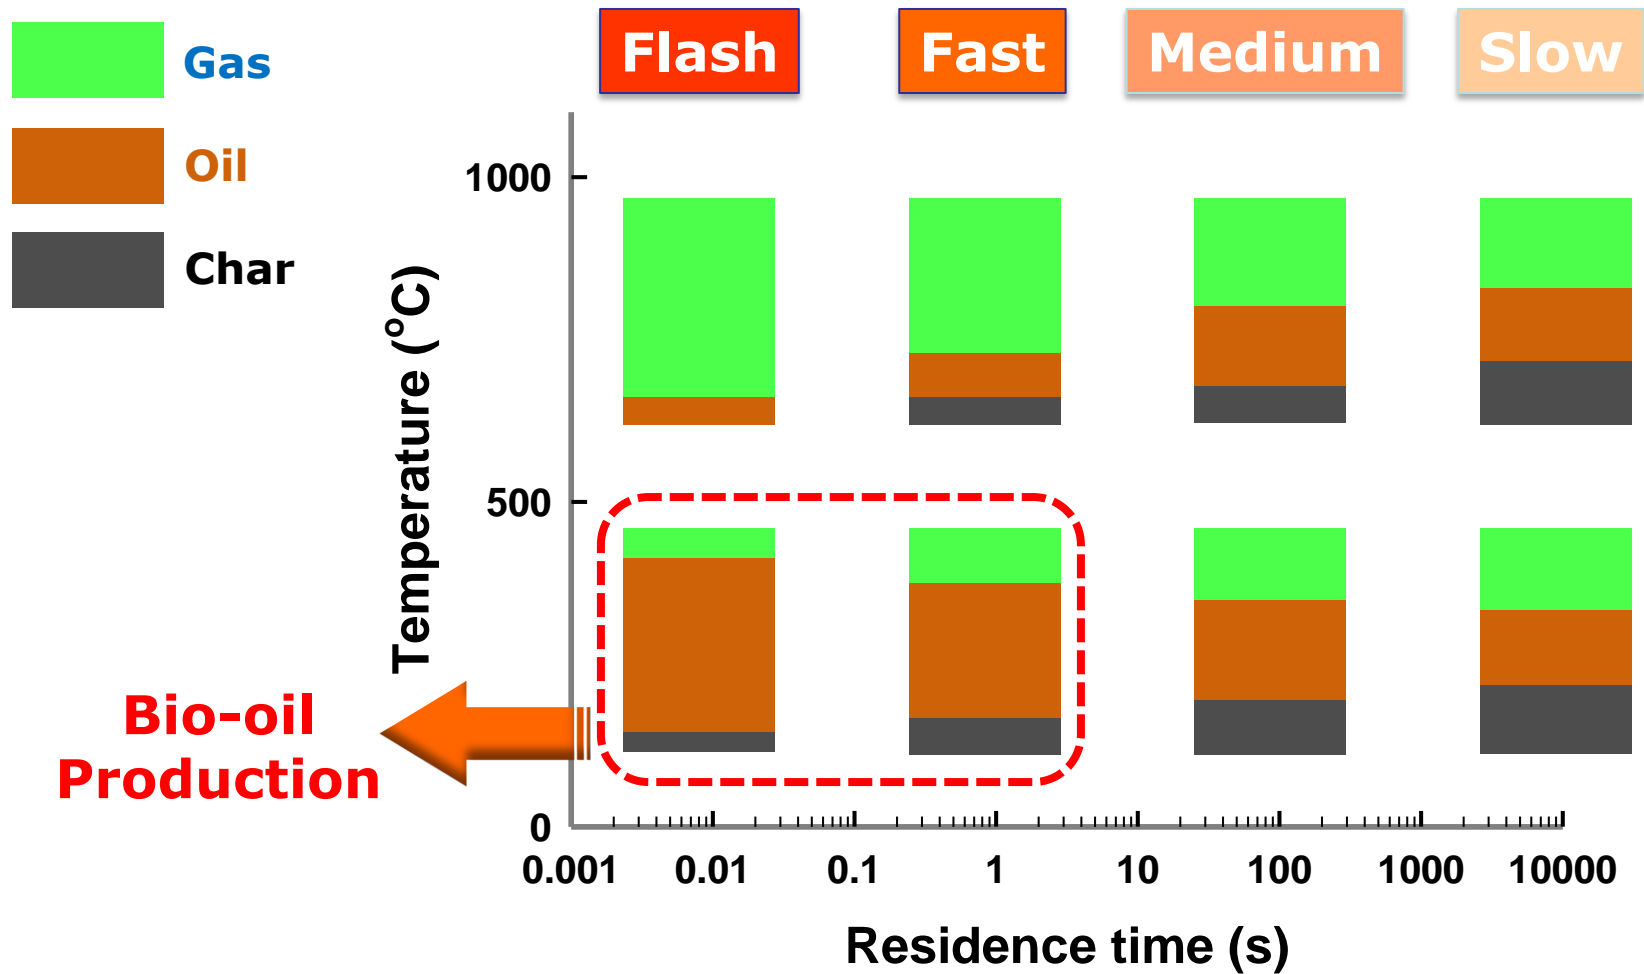 Flash
Fast
Medium
Slow
Gas
Oil
Char
1000
500
0
Temperature (°C)
Bio-oil
Production
0.001
0.01
0.1
1
10
100
1000
10000
Residence time (s)